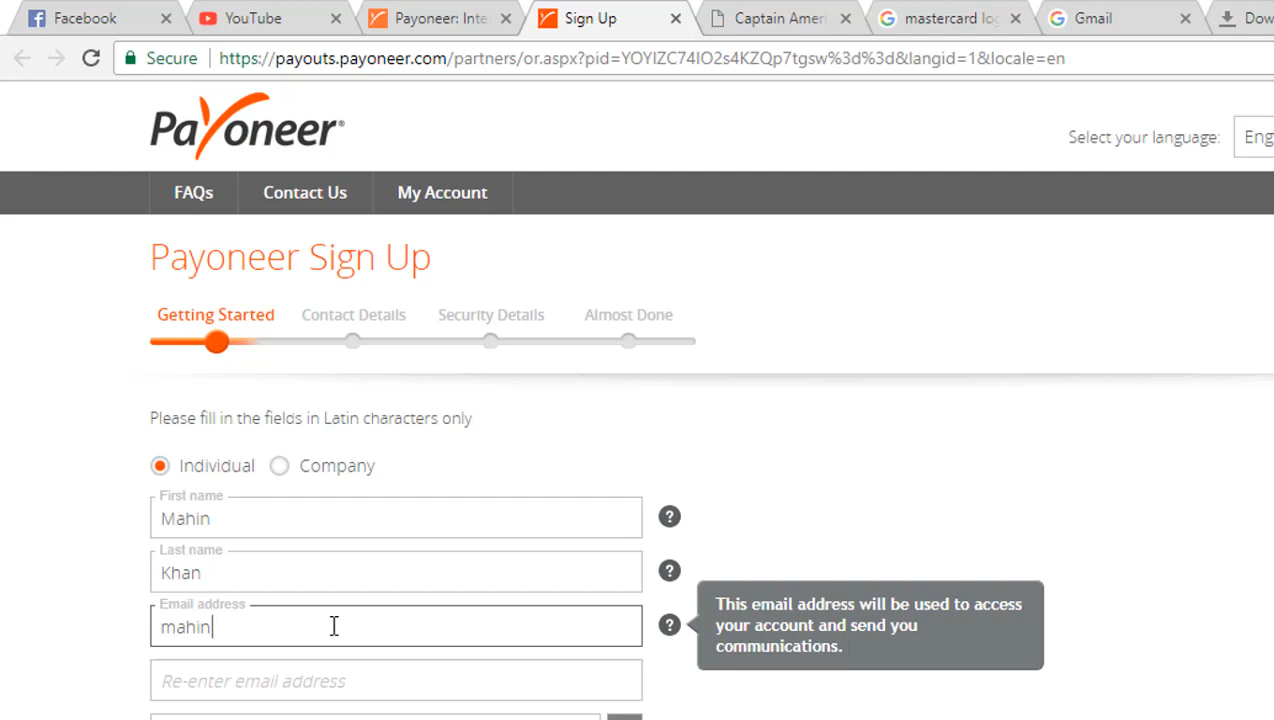 Facebook YouTube Payoneer: Inte Sign Up Captain Ameri mastercard log Gmail Dow
Secure https://payouts.payoneer.com/partners/or.aspx?pid=YOYIZC74IO2s4KZQp7tgsw%3d%3d&langid=1&locale=en
Payoneer
Select your language: Eng
FAQs Contact Us My Account
Payoneer Sign Up
Getting Started Contact Details Security Details Almost Done
Please fill in the fields in Latin characters only
Individual Company
First name
Mahin
?
Last name
Khan
?
Email address
mahin
?
This email address will be used to access
your account and send you
communications.
Re-enter email address